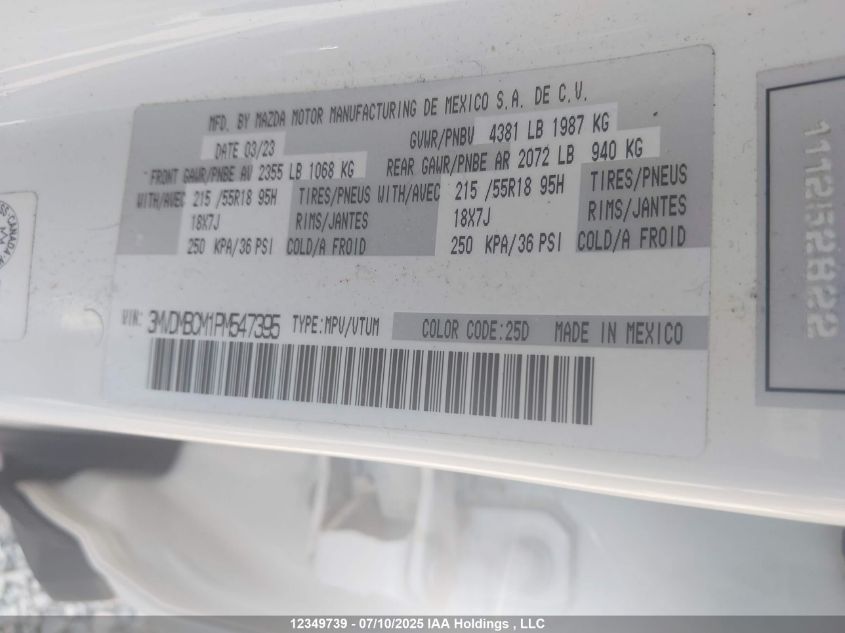 MFD. BY MAZDA MOTOR MANUFACTURING DE MEXICO S.A. DE C.V.
DATE 03/23 GVWR/PNBV 4381 LB 1987 KG
FRONT GAWR/PNBE AV 2355 LB 1068 KG REAR GAWR/PNBE AR 2072 LB 940 KG
WITH/AVEC 215 /55R18 95H TIRES/PNEUS WITH/AVEC 215 /55R18 95H TIRES/PNEUS
18X7J RIMS/JANTES 18X7J RIMS/JANTES
250 KPA/36 PSI COLD/A FROID 250 KPA/36 PSI COLD/A FROID
VIN: 3MVDMBCM1PM547395 TYPE:MPV/VTUM COLOR CODE:25D MADE IN MEXICO
12349739 - 07/10/2025 IAA Holdings , LLC